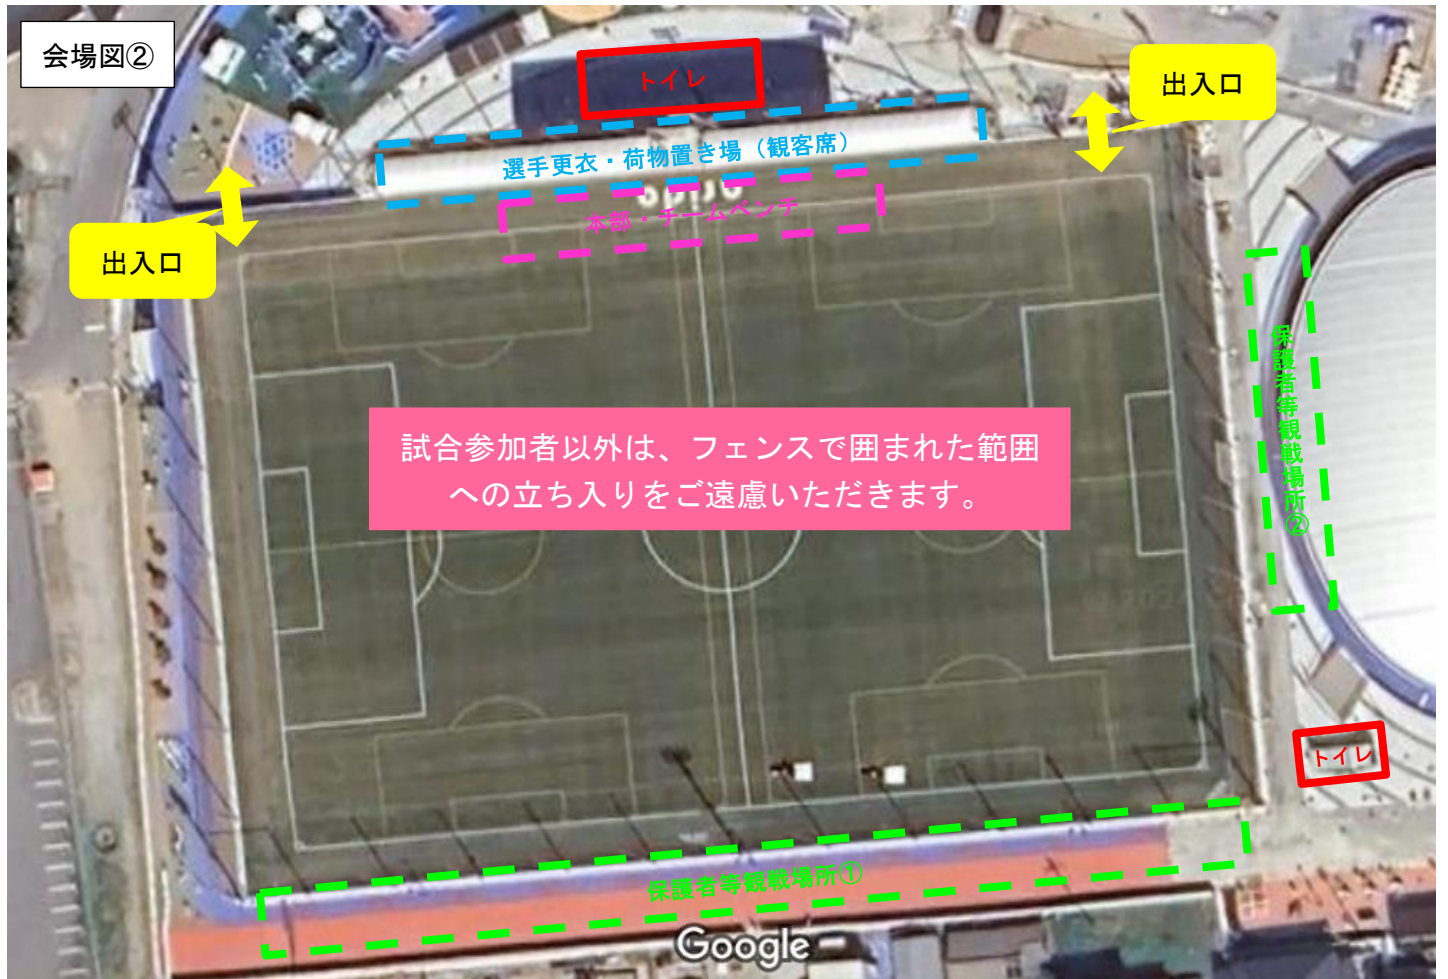 会場図②
トイレ
出入口
選手更衣・荷物置き場（観客席）
本部・チームベンチ
出入口
保護者等観戦場所②
試合参加者以外は、フェンスで囲まれた範囲
への立ち入りをご遠慮いただきます。
トイレ
保護者等観戦場所①
Google